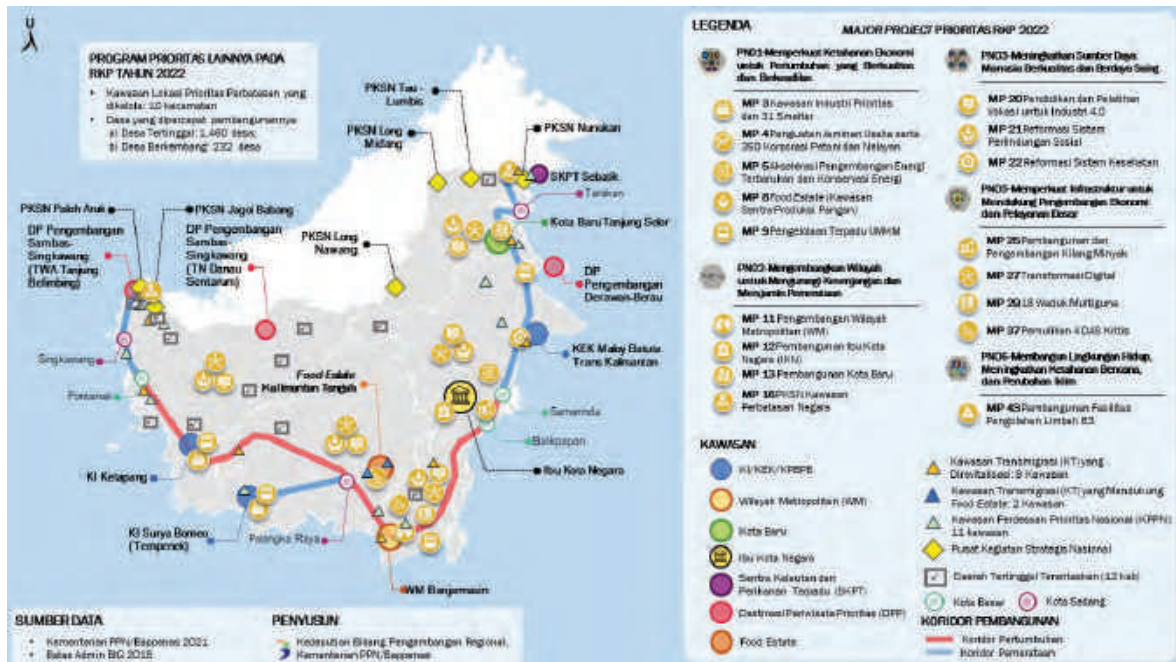 U
PROGRAM PRIORITAS LAINNYA PADA
RKP TAHUN 2022
• Kawasan Lokasi Prioritas Perbatasan yang
dikelola: 10 kecamatan
• Desa yang dipercepat pembangunannya
di Desa Tertinggal: 1.460 desa;
di Desa Berkembang: 232 desa
PKSN Tau -
Lumbis
PKSN Long
Midang
PKSN Nunukan
SKPT Sebatik
Tarakan
Kota Baru Tanjung Selor
PKSN Paloh Aruk
PKSN Jagoi Babang
DP Pengembangan
Sambas-
Singkawang
(TWA Tanjung
Belimbing)
DP Pengembangan
Sambas-
Singkawang
(TN Danau
Sentarum)
PKSN Long
Nawang
DP
Pengembangan
Derawan-Berau
Singkawang
Pontianak
Food Estate
Kalimantan Tengah
KEK Maloy Batuta
Trans Kalimantan
Samarinda
Balikpapan
Ibu Kota Negara
KI Ketapang
KI Surya Borneo
Palangka Raya
WM Banjarmasin
SUMBER DATA
• Kementerian PPN/Bappenas 2021
• Batas Admin BIG 2018
PENYUSUN
Kedeputian Bidang Pengembangan Regional,
Kementerian PPN/Bappenas
LEGENDA
MAJOR PROJECT PRIORITAS RKP 2022
PN01-Memperkuat Ketahanan Ekonomi
untuk Pertumbuhan yang Berkualitas
dan Berkeadilan
MP 3 Kawasan Industri Prioritas
dan 31 Smelter
MP 4 Penguatan Jaminan Usaha serta
350 Korporasi Petani dan Nelayan
MP 5 Akselerasi Pengembangan Energi
Terbarukan dan Konservasi Energi
MP 8 Food Estate (Kawasan
Sentra Produksi Pangan)
MP 9 Pengelolaan Terpadu UMKM
PN02-Mengembangkan Wilayah
untuk Mengurangi Kesenjangan dan
Menjamin Pemerataan
MP 11 Pengembangan Wilayah
Metropolitan (WM)
MP 12 Pembangunan Ibu Kota
Negara (IKN)
MP 13 Pembangunan Kota Baru
MP 16 PKSN Kawasan
Perbatasan Negara
PN03-Meningkatkan Sumber Daya
Manusia Berkualitas dan Berdaya Saing
MP 20 Pendidikan dan Pelatihan
Vokasi untuk Industri 4.0
MP 21 Reformasi Sistem
Perlindungan Sosial
MP 22 Reformasi Sistem Kesehatan
PN05-Memperkuat Infrastruktur untuk
Mendukung Pengembangan Ekonomi
dan Pelayanan Dasar
MP 25 Pembangunan dan
Pengembangan Kilang Minyak
MP 27 Transformasi Digital
MP 29 18 Waduk Multiguna
MP 37 Pemulihan 4 DAS Kritis
PN06-Membangun Lingkungan Hidup,
Meningkatkan Ketahanan Bencana,
dan Perubahan Iklim
MP 43 Pembangunan Fasilitas
Pengolahan Limbah B3
KAWASAN
KI/KEK/KPBPB
Wilayah Metropolitan (WM)
Kota Baru
Ibu Kota Negara
Sentra Kelautan dan
Perikanan Terpadu (SKPT)
Destinasi Pariwisata Prioritas (DPP)
Food Estate
Kawasan Transmigrasi (KT) yang
Direvitalisasi: 8 Kawasan
Kawasan Transmigrasi (KT) yang Mendukung
Food Estate: 2 Kawasan
Kawasan Perdesaan Prioritas Nasional (KPPN)
11 kawasan
Pusat Kegiatan Strategis Nasional
Daerah Tertinggal Terentaskan (12 kab)
Kota Besar
Kota Sedang
KORIDOR PEMBANGUNAN
Koridor Pertumbuhan
Koridor Pemerataan